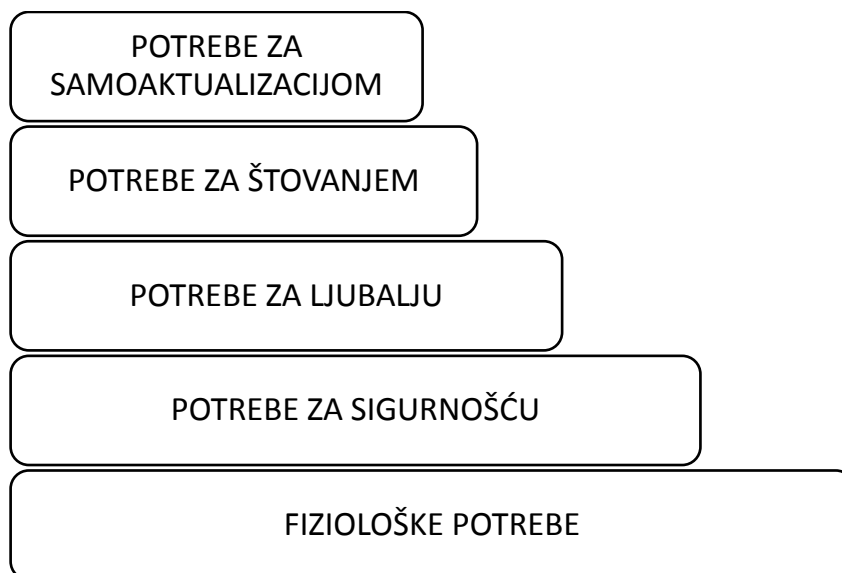 POTREBE ZA
SAMOAKTUALIZACIJOM
POTREBE ZA ŠTOVANJEM
POTREBE ZA LJUBALJU
POTREBE ZA SIGURNOŠĆU
FIZIOLOŠKE POTREBE